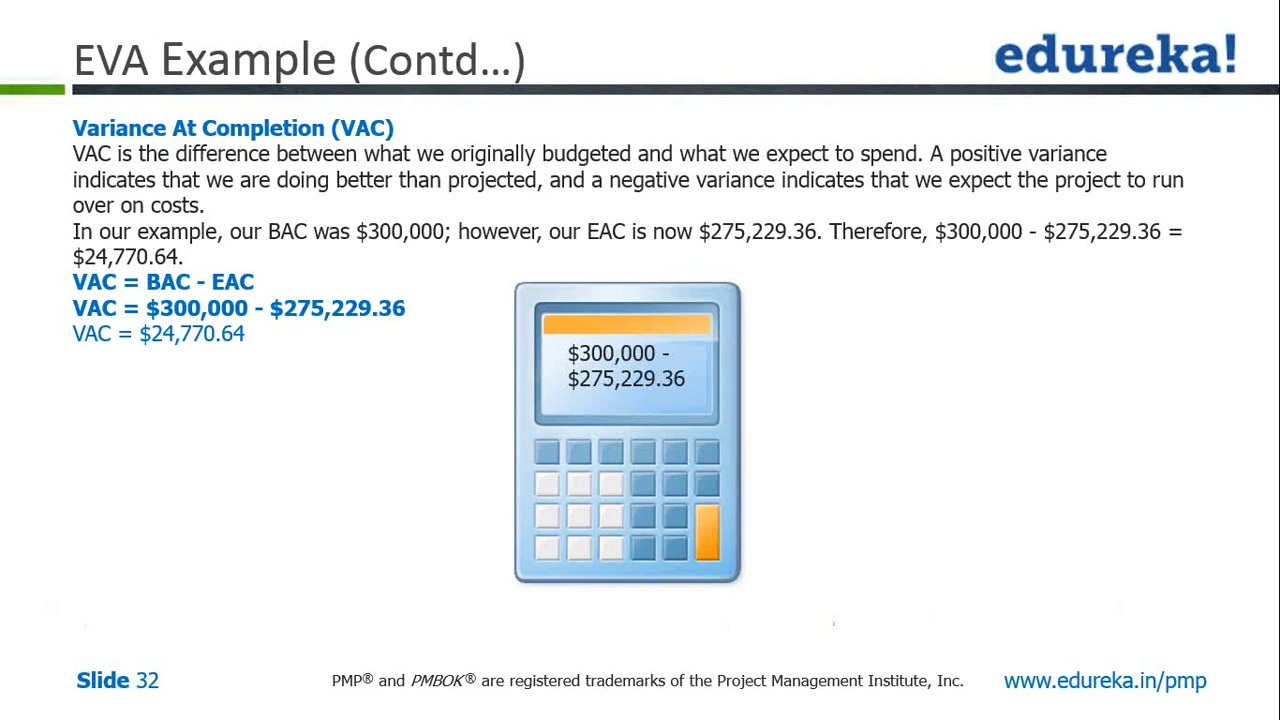 EVA Example (Contd...)
edureka!
Variance At Completion (VAC)
VAC is the difference between what we originally budgeted and what we expect to spend. A positive variance
indicates that we are doing better than projected, and a negative variance indicates that we expect the project to run
over on costs.
In our example, our BAC was $300,000; however, our EAC is now $275,229.36. Therefore, $300,000 - $275,229.36 =
$24,770.64.
VAC = BAC - EAC
VAC = $300,000 - $275,229.36
VAC = $24,770.64
$300,000 -
$275,229.36
Slide 32
PMP® and PMBOK® are registered trademarks of the Project Management Institute, Inc.
www.edureka.in/pmp